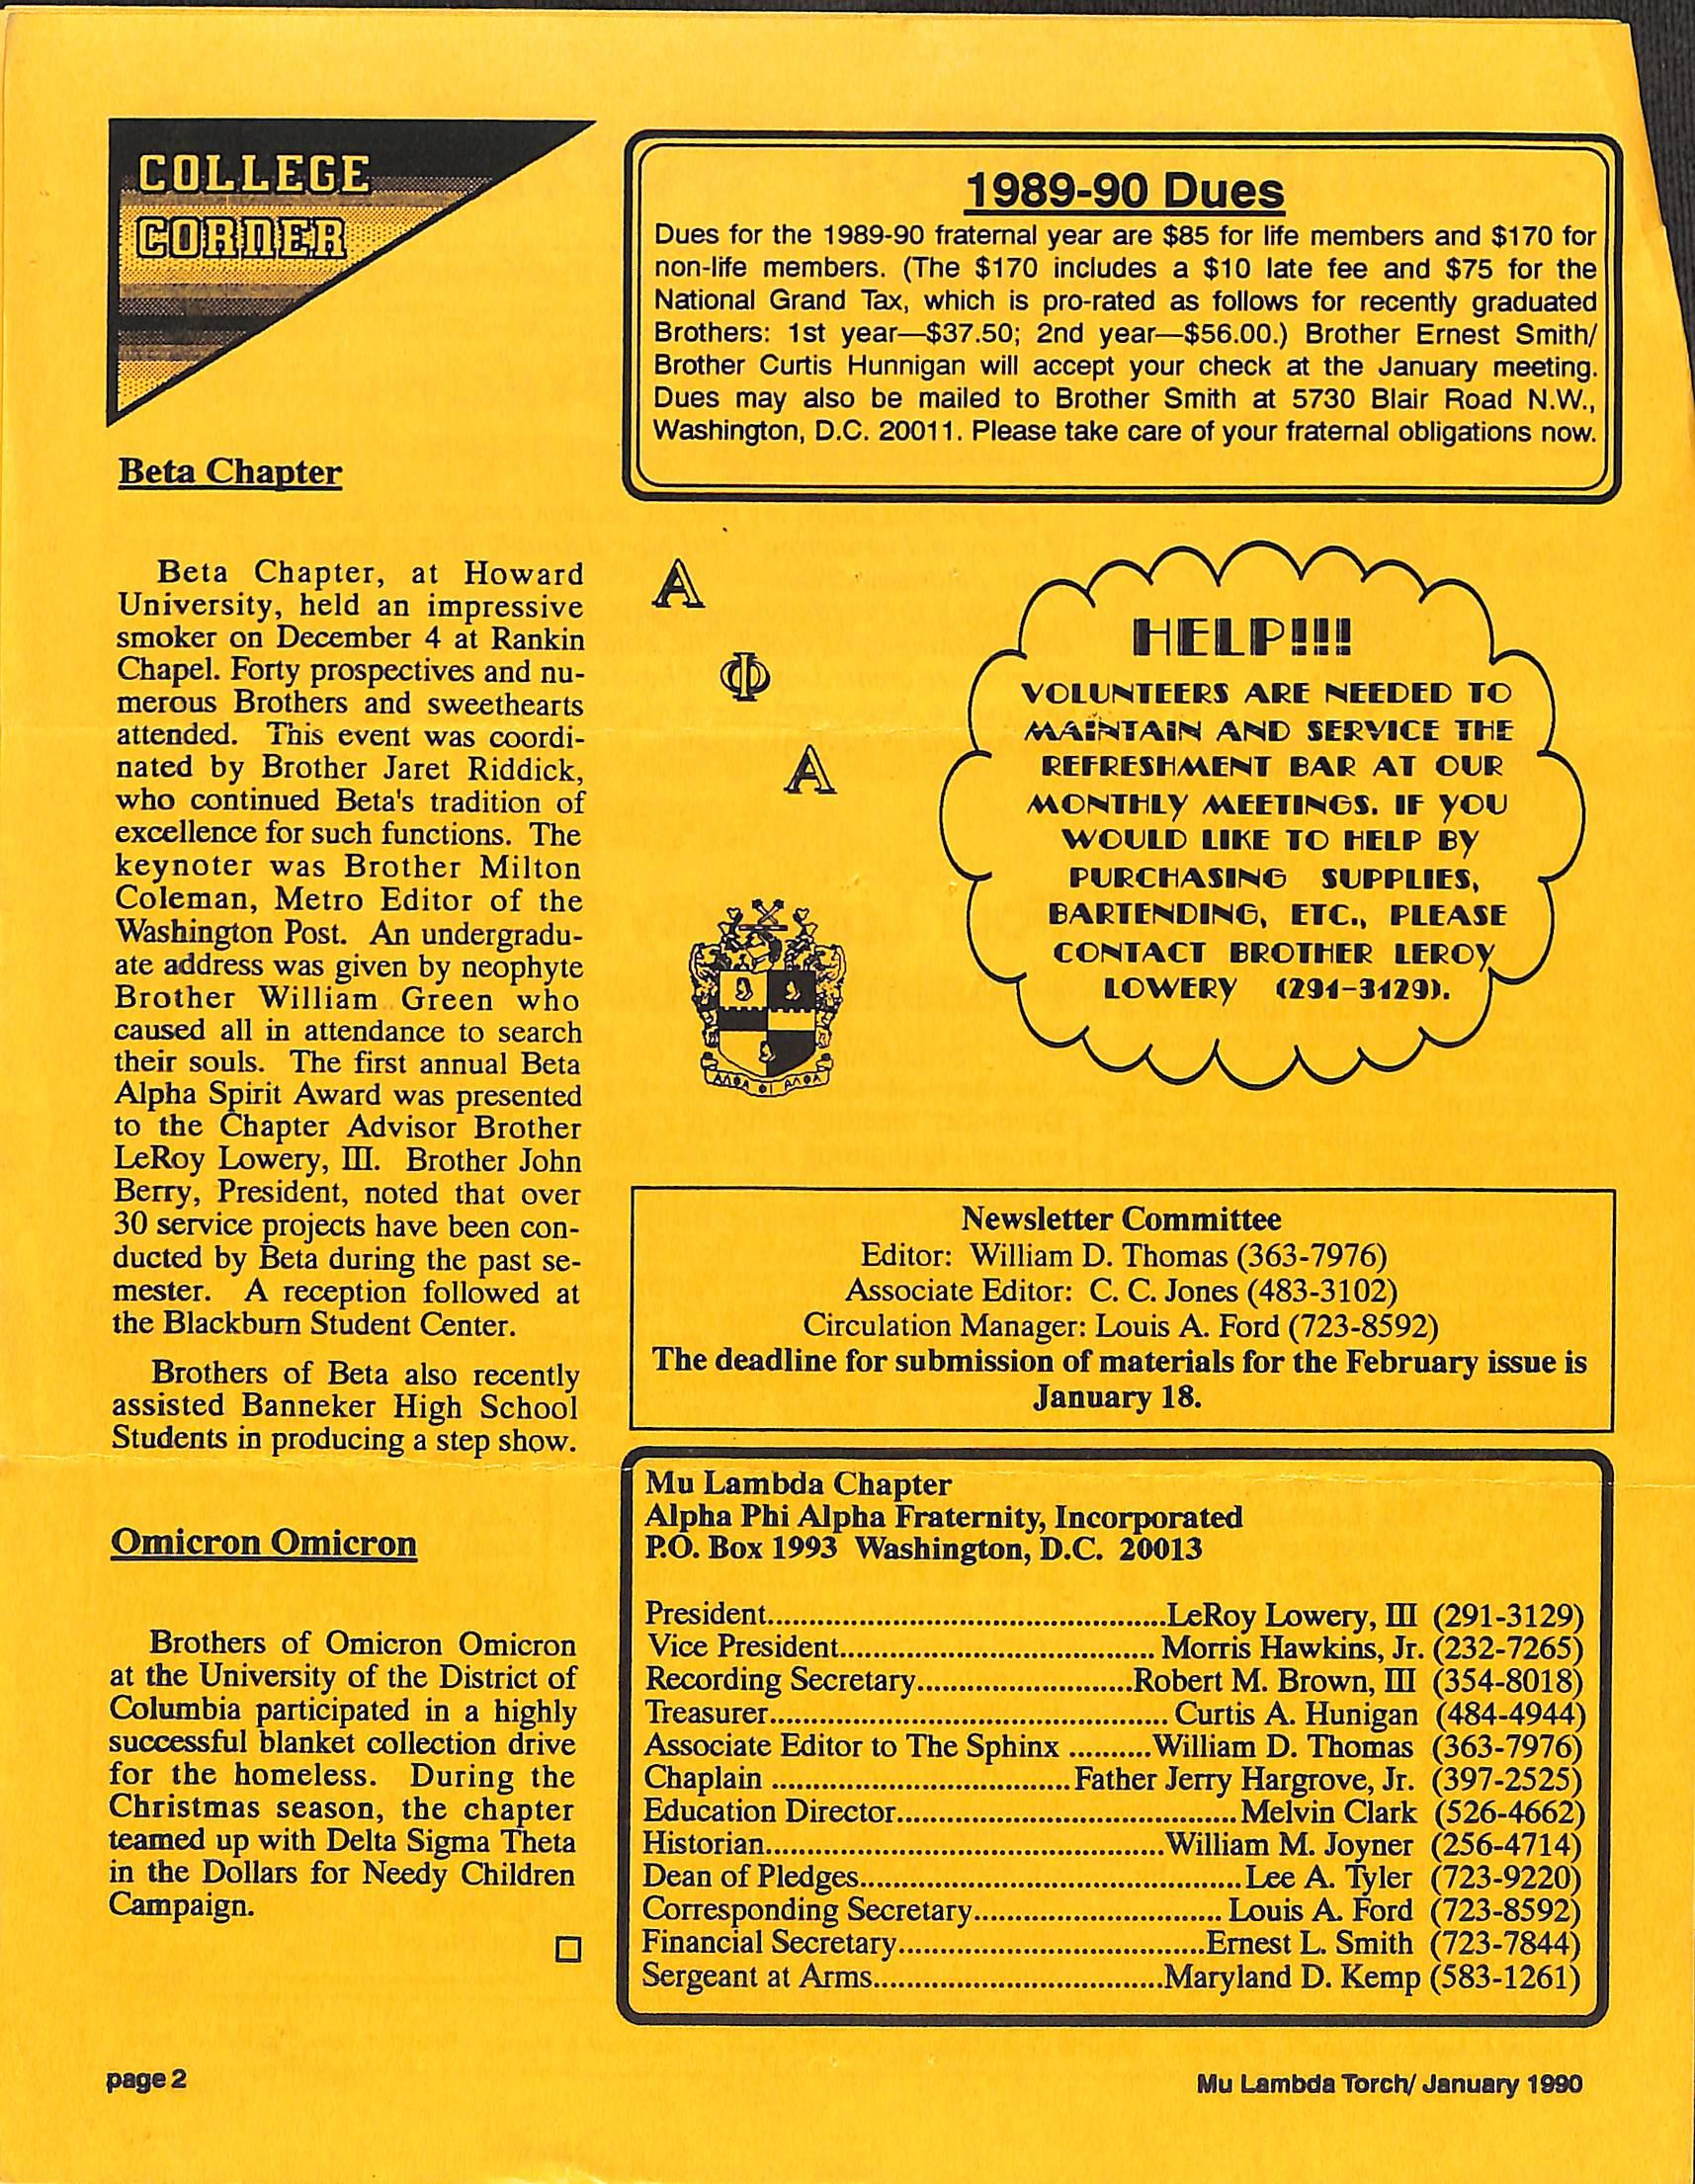 COLLEGE
CORNER
Beta Chapter
Beta Chapter, at Howard
University, held an impressive
smoker on December 4 at Rankin
Chapel. Forty prospectives and nu-
merous Brothers and sweethearts
attended. This event was coordi-
nated by Brother Jaret Riddick,
who continued Beta's tradition of
excellence for such functions. The
keynoter was Brother Milton
Coleman, Metro Editor of the
Washington Post. An undergradu-
ate address was given by neophyte
Brother William Green who
caused all in attendance to search
their souls. The first annual Beta
Alpha Spirit Award was presented
to the Chapter Advisor Brother
LeRoy Lowery, III. Brother John
Berry, President, noted that over
30 service projects have been con-
ducted by Beta during the past se-
mester. A reception followed at
the Blackburn Student Center.
Brothers of Beta also recently
assisted Banneker High School
Students in producing a step show.
Omicron Omicron
Brothers of Omicron Omicron
at the University of the District of
Columbia participated in a highly
successful blanket collection drive
for the homeless. During the
Christmas season, the chapter
teamed up with Delta Sigma Theta
in the Dollars for Needy Children
Campaign.
1989-90 Dues
Dues for the 1989-90 fraternal year are $85 for life members and $170 for
non-life members. (The $170 includes a $10 late fee and $75 for the
National Grand Tax, which is pro-rated as follows for recently graduated
Brothers: 1st year—$37.50; 2nd year—$56.00.) Brother Ernest Smith/
Brother Curtis Hunnigan will accept your check at the January meeting.
Dues may also be mailed to Brother Smith at 5730 Blair Road N.W.,
Washington, D.C. 20011. Please take care of your fraternal obligations now.
Α
Φ
Α
ΑΛΦΑ ΦΙ ΑΛΦΑ
HELP!!!
VOLUNTEERS ARE NEEDED TO
MAINTAIN AND SERVICE THE
REFRESHMENT BAR AT OUR
MONTHLY MEETINGS. IF YOU
WOULD LIKE TO HELP BY
PURCHASING SUPPLIES,
BARTENDING, ETC., PLEASE
CONTACT BROTHER LEROY
LOWERY (291-3129).
Newsletter Committee
Editor: William D. Thomas (363-7976)
Associate Editor: C. C. Jones (483-3102)
Circulation Manager: Louis A. Ford (723-8592)
The deadline for submission of materials for the February issue is
January 18.
Mu Lambda Chapter
Alpha Phi Alpha Fraternity, Incorporated
P.O. Box 1993 Washington, D.C. 20013
President...............................................LeRoy Lowery, III (291-3129)
Vice President..................................... Morris Hawkins, Jr. (232-7265)
Recording Secretary.........................Robert M. Brown, III (354-8018)
Treasurer............................................... Curtis A. Hunigan (484-4944)
Associate Editor to The Sphinx ..........William D. Thomas (363-7976)
Chaplain ...................................Father Jerry Hargrove, Jr. (397-2525)
Education Director........................................ Melvin Clark (526-4662)
Historian...............................................William M. Joyner (256-4714)
Dean of Pledges.............................................Lee A. Tyler (723-9220)
Corresponding Secretary............................. Louis A. Ford (723-8592)
Financial Secretary....................................Ernest L. Smith (723-7844)
Sergeant at Arms..................................Maryland D. Kemp (583-1261)
page 2
Mu Lambda Torch/ January 1990